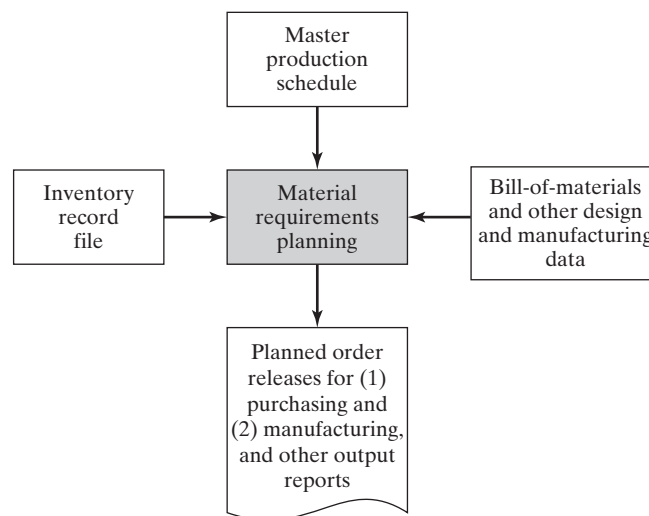 Master
production
schedule
Inventory
record
file
Material
requirements
planning
Bill-of-materials
and other design
and manufacturing
data
Planned order
releases for (1)
purchasing and
(2) manufacturing,
and other output
reports